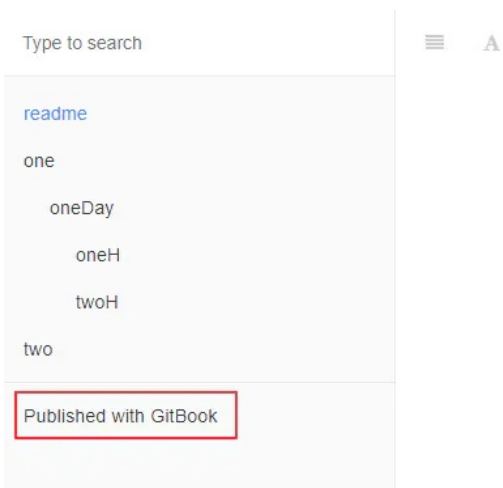 Type to search
A
readme
one
oneDay
oneH
twoH
two
Published with GitBook